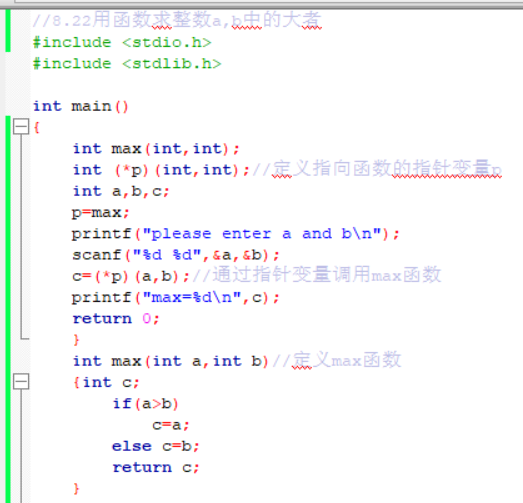 //8.22用函数求整数a,b中的大者
#include <stdio.h>
#include <stdlib.h>
int main()
{
int max(int,int);
int (*p)(int,int);//定义指向函数的指针变量p
int a,b,c;
p=max;
printf("please enter a and b\n");
scanf("%d %d",&a,&b);
c=(*p)(a,b);//通过指针变量调用max函数
printf("max=%d\n",c);
return 0;
}
int max(int a,int b)//定义max函数
{int c;
if(a>b)
c=a;
else c=b;
return c;
}